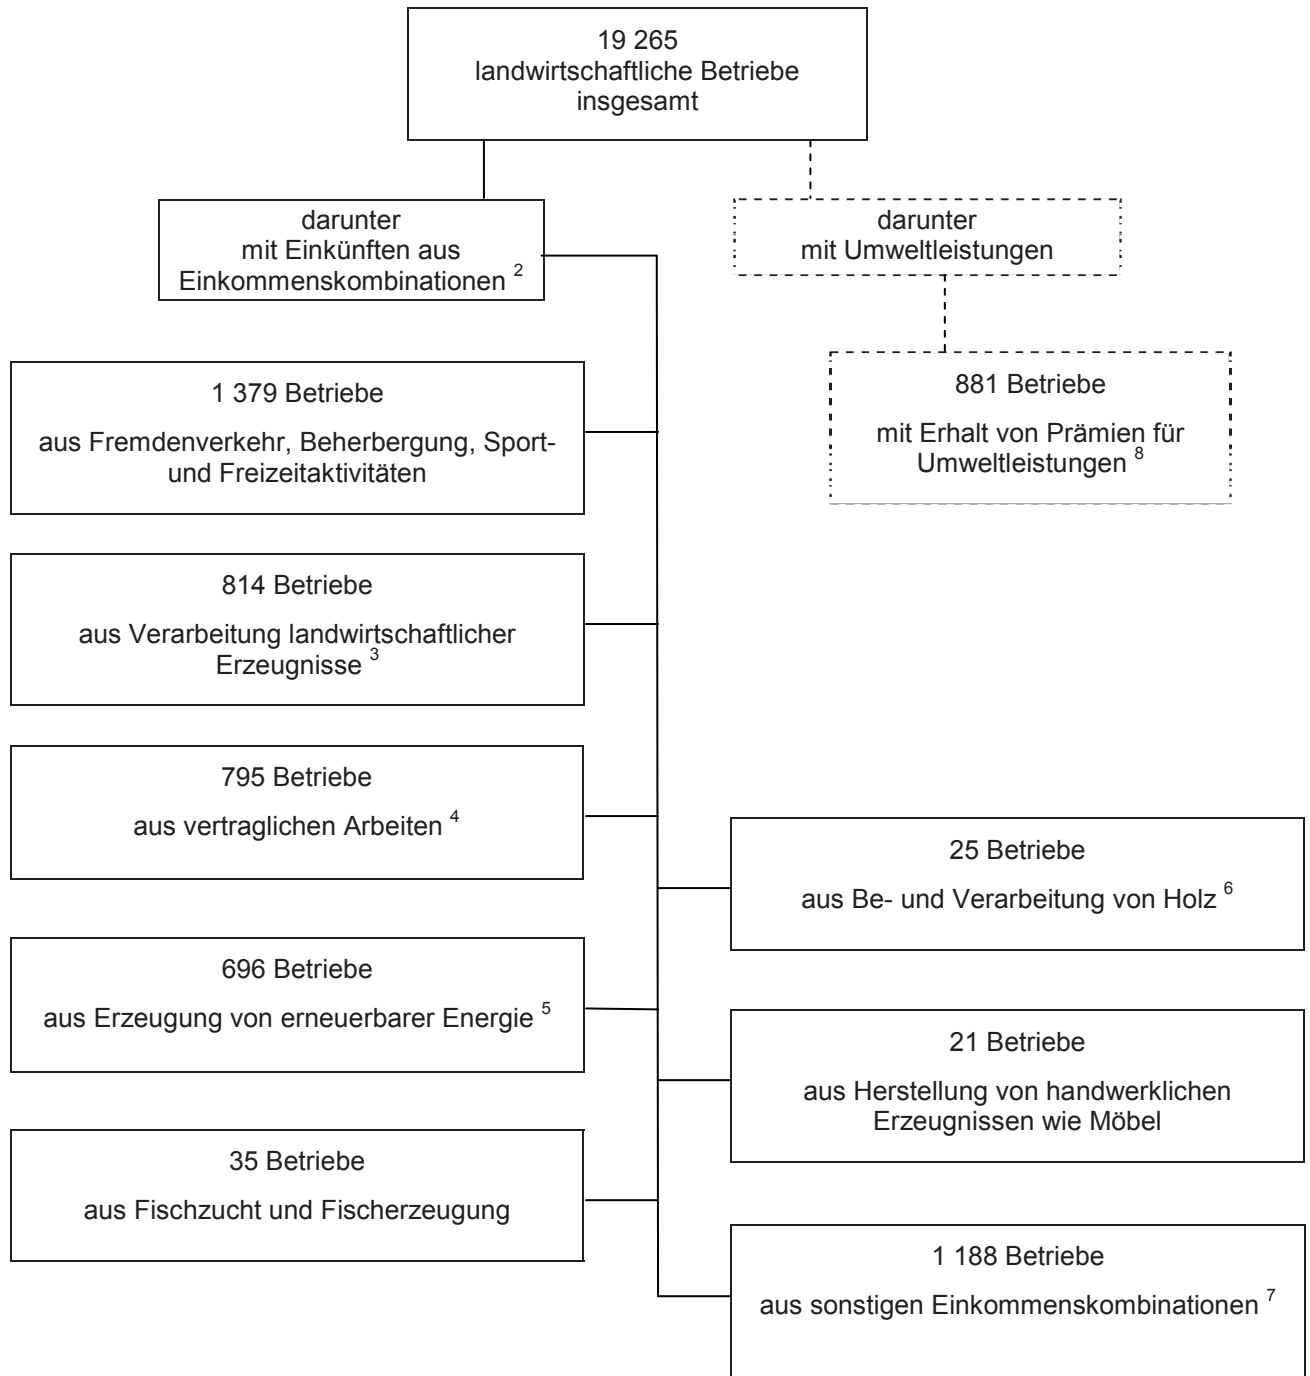 19 265
landwirtschaftliche Betriebe
insgesamt
darunter
mit Einkünften aus
Einkommenskombinationen ²
darunter
mit Umweltleistungen
1 379 Betriebe
aus Fremdenverkehr, Beherbergung, Sport-
und Freizeitaktivitäten
881 Betriebe
mit Erhalt von Prämien für
Umweltleistungen ⁸
814 Betriebe
aus Verarbeitung landwirtschaftlicher
Erzeugnisse ³
795 Betriebe
aus vertraglichen Arbeiten ⁴
25 Betriebe
aus Be- und Verarbeitung von Holz ⁶
696 Betriebe
aus Erzeugung von erneuerbarer Energie ⁵
21 Betriebe
aus Herstellung von handwerklichen
Erzeugnissen wie Möbel
35 Betriebe
aus Fischzucht und Fischerzeugung
1 188 Betriebe
aus sonstigen Einkommenskombinationen ⁷